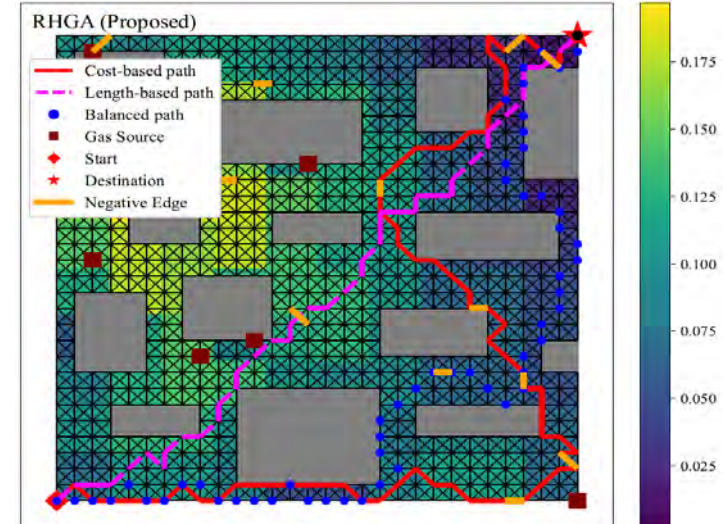 RHGA (Proposed)
Cost-based path
Length-based path
Balanced path
Gas Source
Start
Destination
Negative Edge
0.175
0.150
0.125
0.100
0.075
0.050
0.025